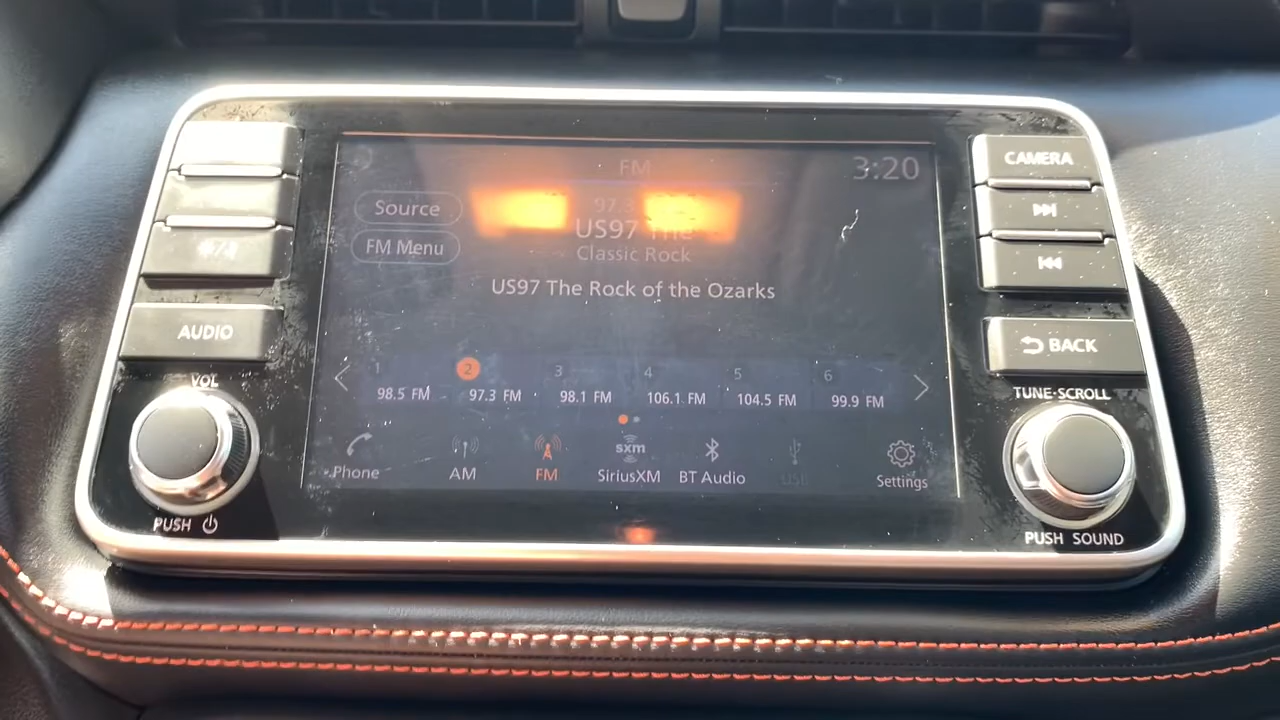 FM
3:20
CAMERA
Source
97.3
US97 The
FM Menu
Classic Rock
US97 The Rock of the Ozarks
AUDIO
BACK
VOL
1 2 3 4 5 6
98.5 FM 97.3 FM 98.1 FM 106.1 FM 104.5 FM 99.9 FM
TUNE·SCROLL
sxm
Phone AM FM SiriusXM BT Audio USB Settings
PUSH
PUSH SOUND